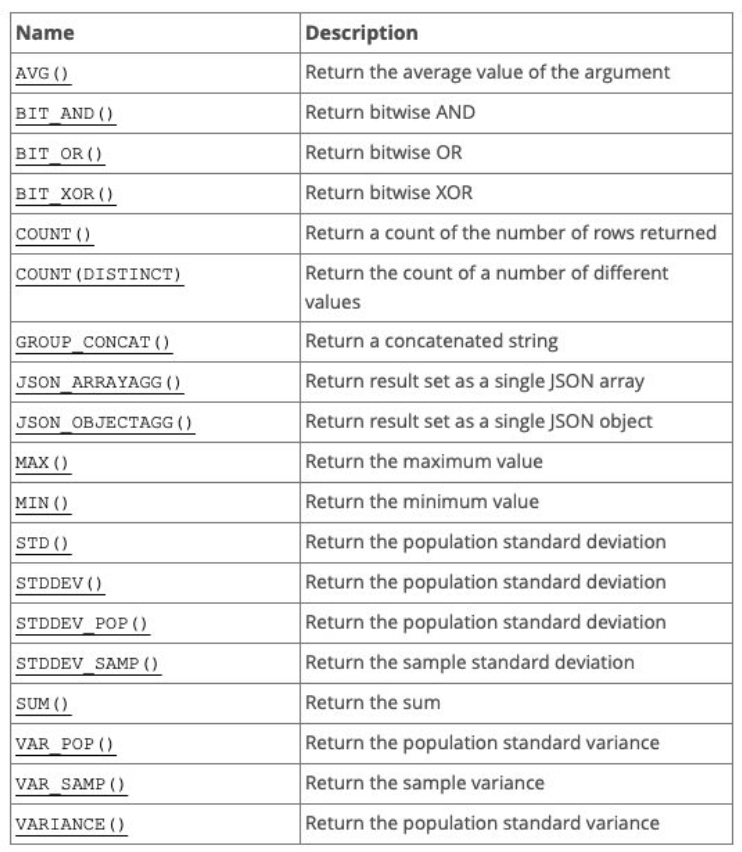 Name Description
AVG() Return the average value of the argument
BIT_AND() Return bitwise AND
BIT_OR() Return bitwise OR
BIT_XOR() Return bitwise XOR
COUNT() Return a count of the number of rows returned
COUNT(DISTINCT) Return the count of a number of different
values
GROUP_CONCAT() Return a concatenated string
JSON_ARRAYAGG() Return result set as a single JSON array
JSON_OBJECTAGG() Return result set as a single JSON object
MAX() Return the maximum value
MIN() Return the minimum value
STD() Return the population standard deviation
STDDEV() Return the population standard deviation
STDDEV_POP() Return the population standard deviation
STDDEV_SAMP() Return the sample standard deviation
SUM() Return the sum
VAR_POP() Return the population standard variance
VAR_SAMP() Return the sample variance
VARIANCE() Return the population standard variance